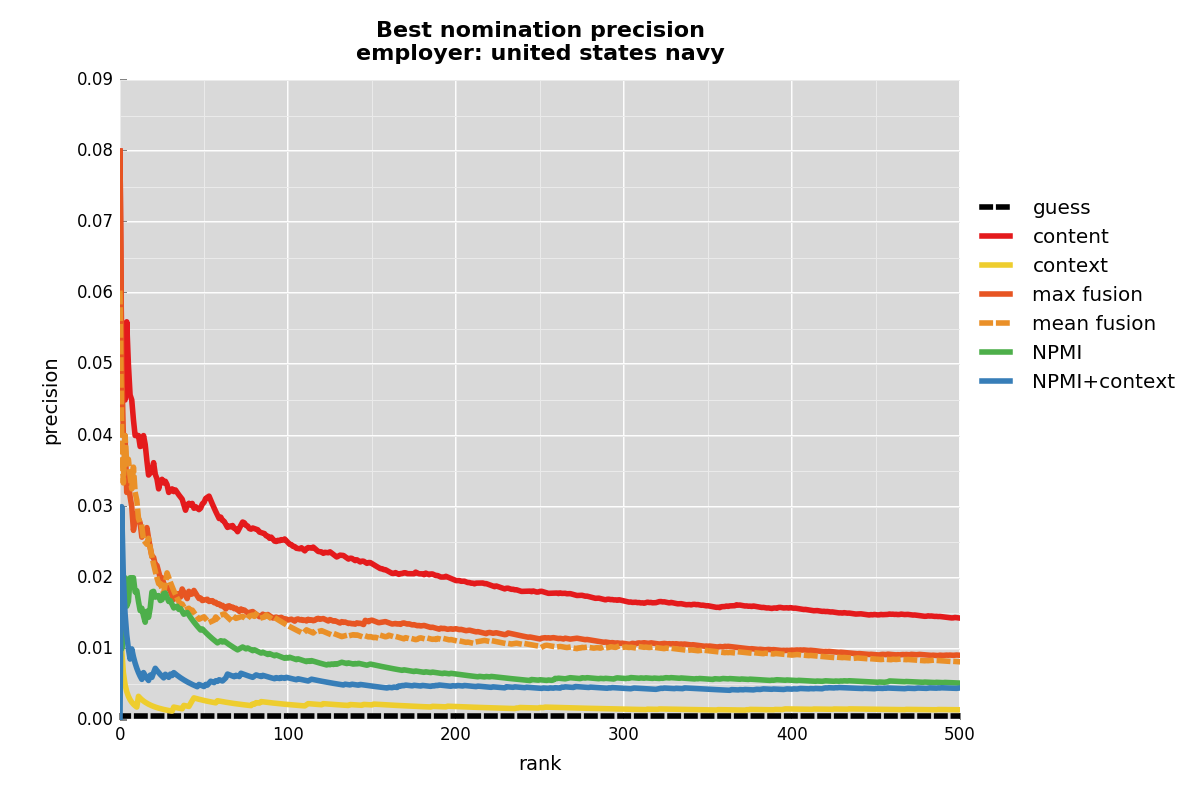 Best nomination precision
employer: united states navy
0.09
0.08
0.07
0.06
0.05
0.04
0.03
0.02
0.01
0.00
precision
0
100
200
300
400
500
rank
guess
content
context
max fusion
mean fusion
NPMI
NPMI+context